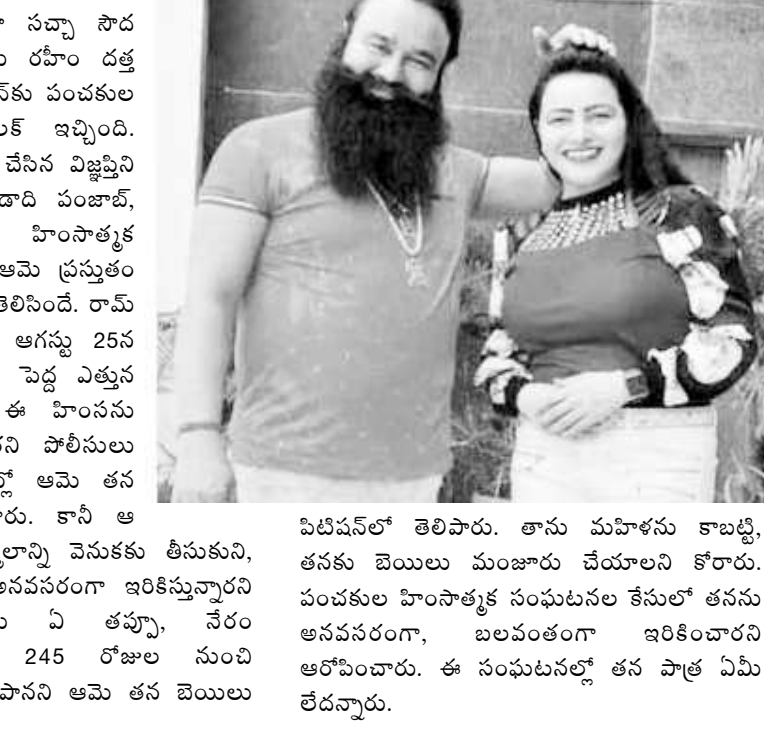 సచ్చా సౌద
రహీం దత్త
పంచకుల
ఇచ్చింది.
చేసిన విజ్ఞప్తిని
పంజాబ్,
హింసాత్మక
ఆమె ప్రస్తుతం
తెలిసిందే. రామ్
ఆగస్టు 25న
పెద్ద ఎత్తున
ఈ హింసను
పోలీసులు
ఆమె తన
కానీ ఆ
వెనుకకు తీసుకుని,
అనవసరంగా ఇరికిస్తున్నారని
ఏ తప్పూ, నేరం
245 రోజుల నుంచి
ఆమె తన బెయిలు
పిటిషన్‌లో తెలిపారు. తాను మహిళను కాబట్టి,
తనకు బెయిలు మంజూరు చేయాలని కోరారు.
పంచకుల హింసాత్మక సంఘటనల కేసులో తనను
అనవసరంగా, బలవంతంగా ఇరికించారని
ఆరోపించారు. ఈ సంఘటనల్లో తన పాత్ర ఏమీ
లేదన్నారు.